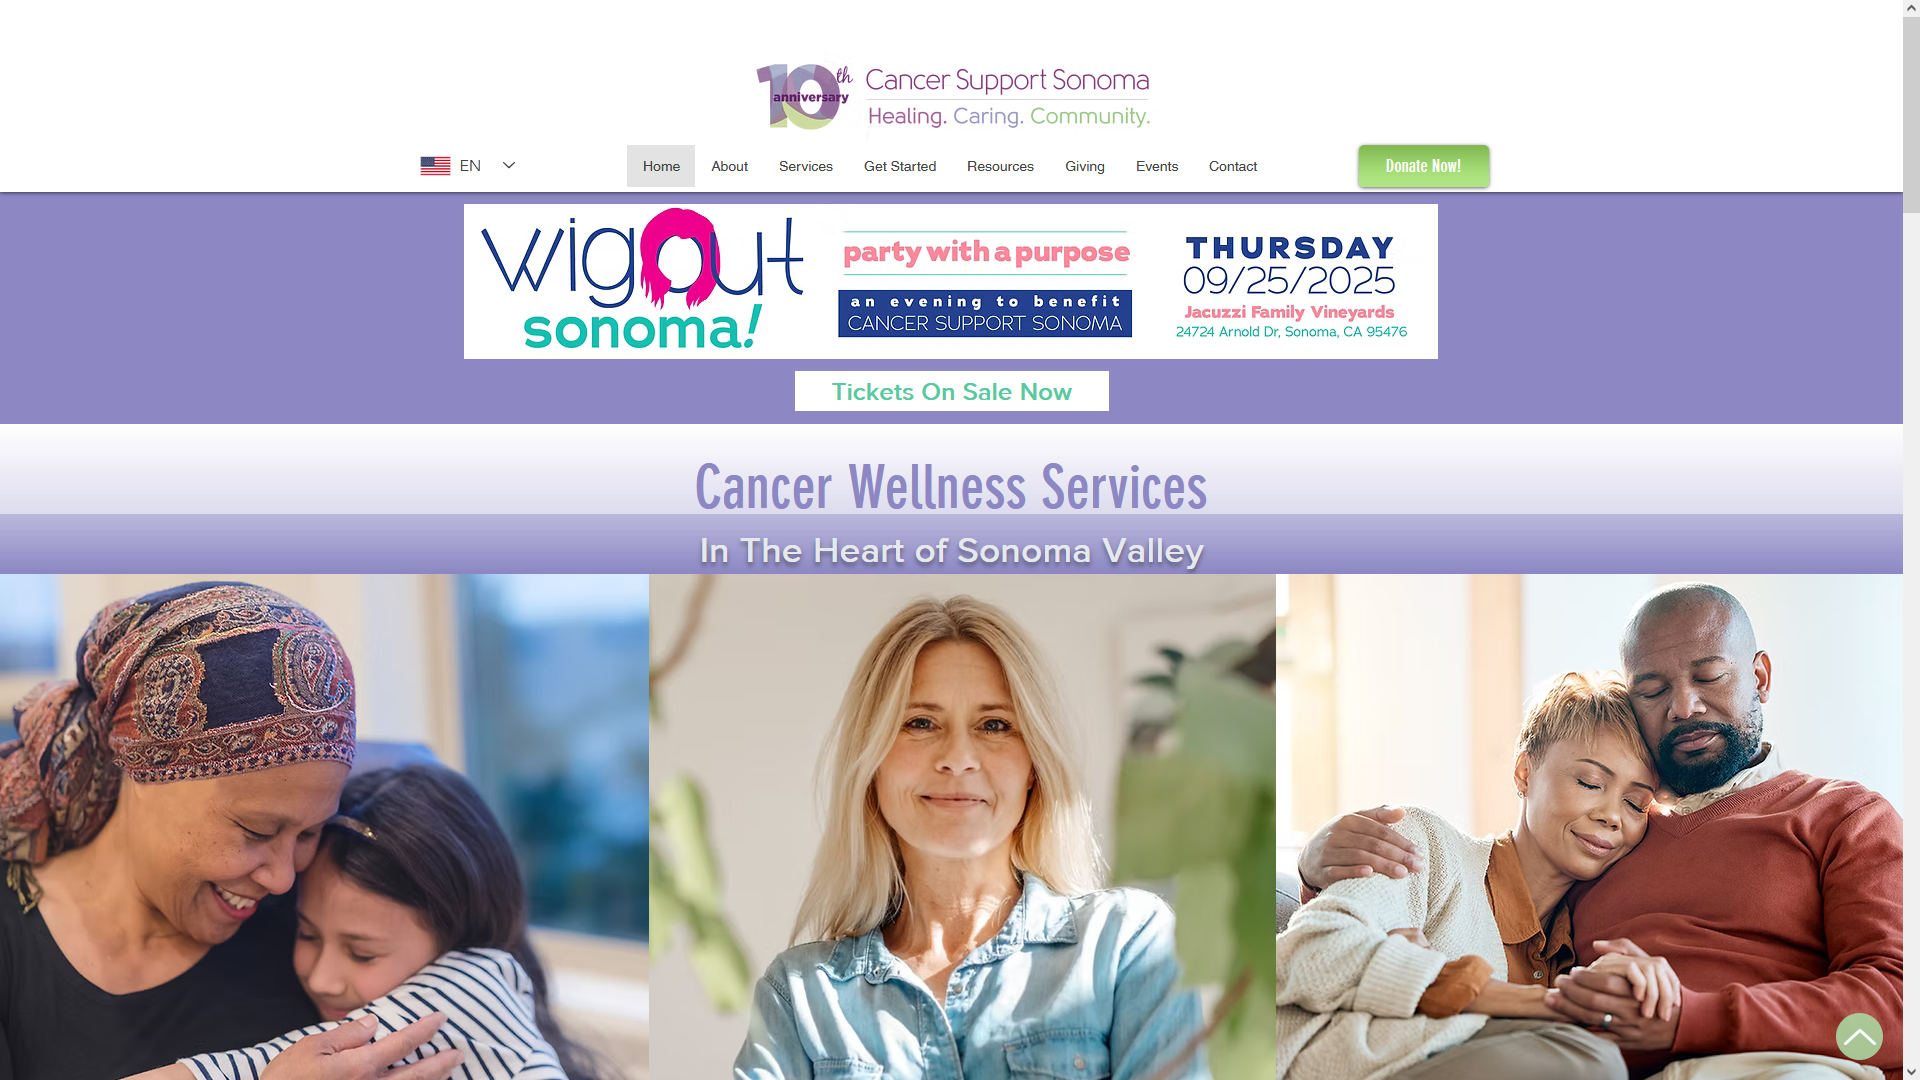 10th anniversary
Cancer Support Sonoma
Healing. Caring. Community.
EN
Home About Services Get Started Resources Giving Events Contact
Donate Now!
wigout
sonoma!
party with a purpose
an evening to benefit
CANCER SUPPORT SONOMA
THURSDAY
09/25/2025
Jacuzzi Family Vineyards
24724 Arnold Dr, Sonoma, CA 95476
Tickets On Sale Now
Cancer Wellness Services
In The Heart of Sonoma Valley